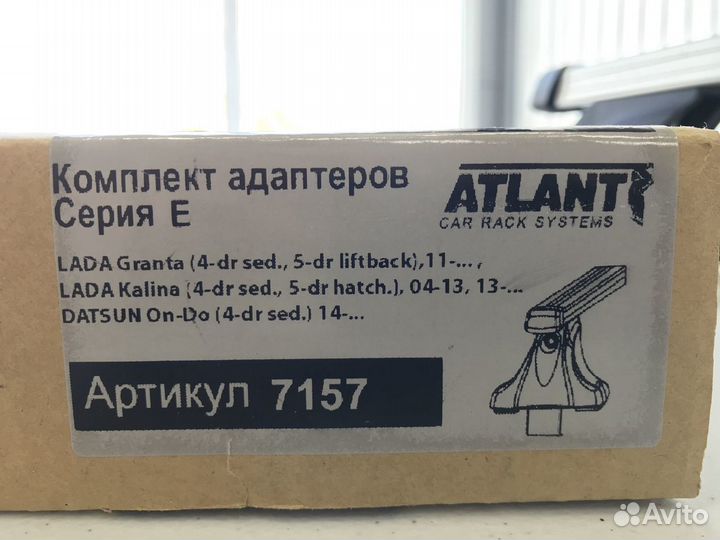 Комплект адаптеров
Серия Е
ATLANT
CAR RACK SYSTEMS
LADA Granta (4-dr sed., 5-dr liftback),11-... ,
LADA Kalina (4-dr sed., 5-dr hatch.), 04-13, 13-...
DATSUN On-Do (4-dr sed.) 14-...
Артикул 7157
Avito